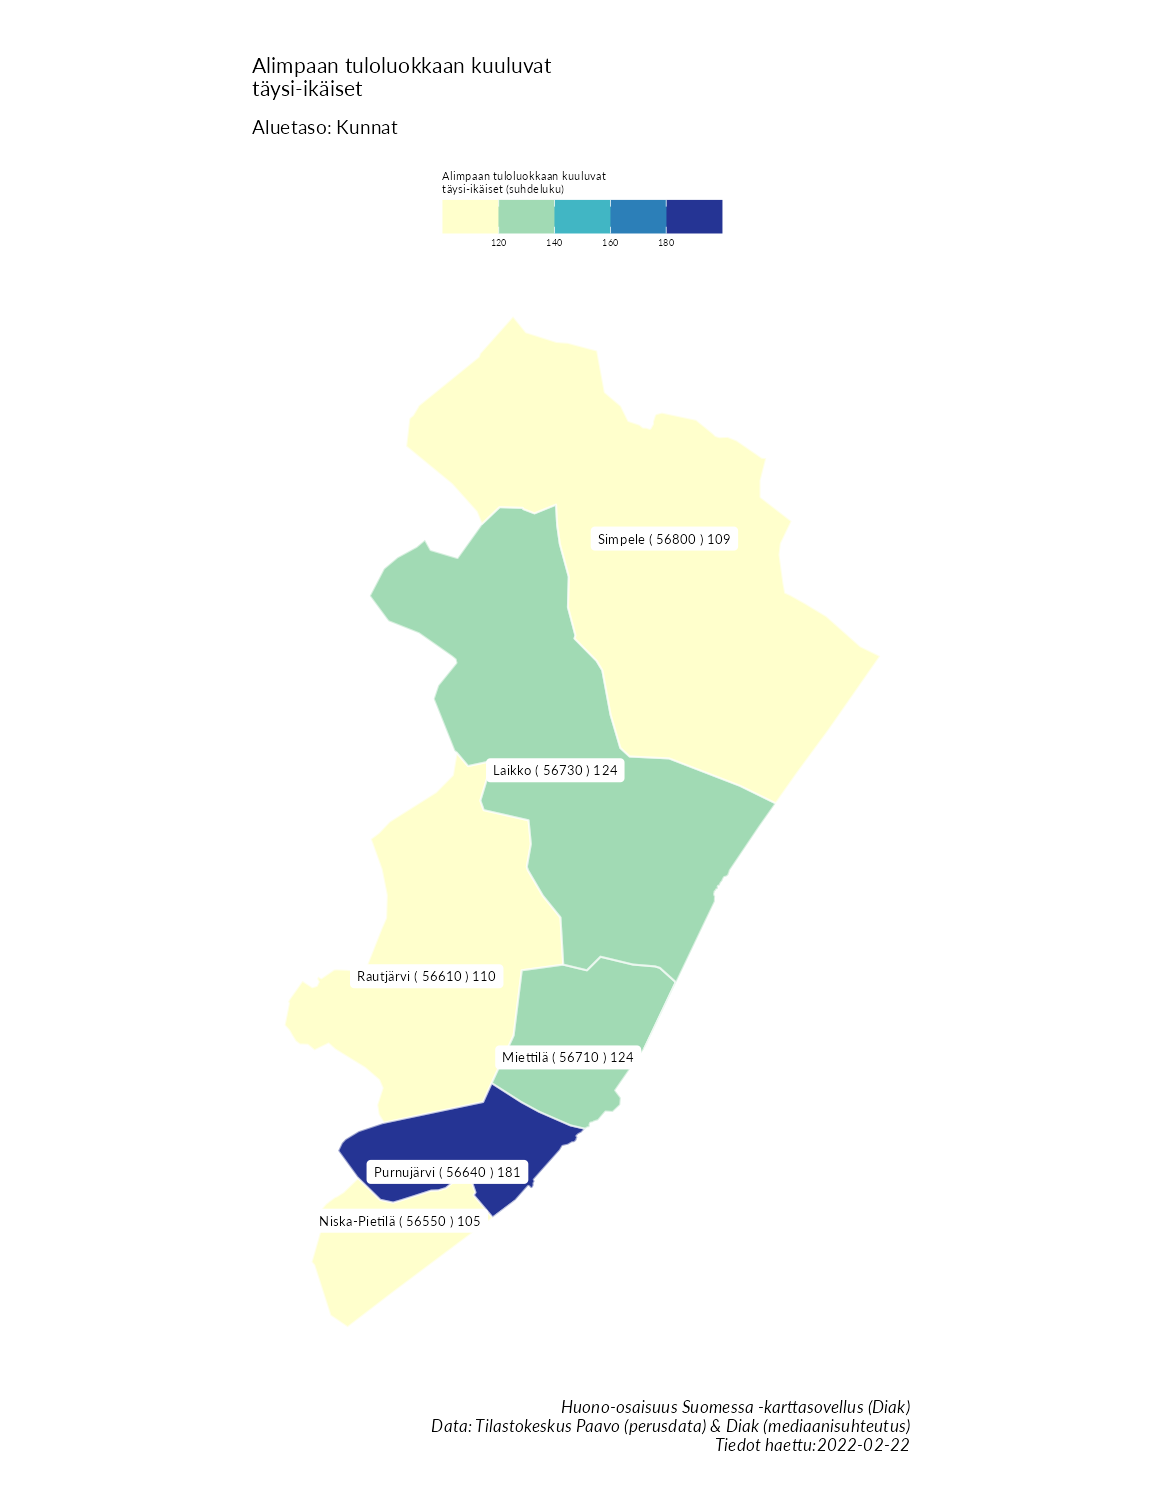 Alimpaan tuloluokkaan kuuluvat
täysi-ikäiset
Aluetaso: Kunnat
Alimpaan tuloluokkaan kuuluvat
täysi-ikäiset (suhdeluku)
120 140 160 180
Simpele ( 56800 ) 109
Laikko ( 56730 ) 124
Rautjärvi ( 56610 ) 110
Miettilä ( 56710 ) 124
Purnujärvi ( 56640 ) 181
Niska-Pietilä ( 56550 ) 105
Huono-osaisuus Suomessa -karttasovellus (Diak)
Data: Tilastokeskus Paavo (perusdata) & Diak (mediaanisuhteutus)
Tiedot haettu:2022-02-22